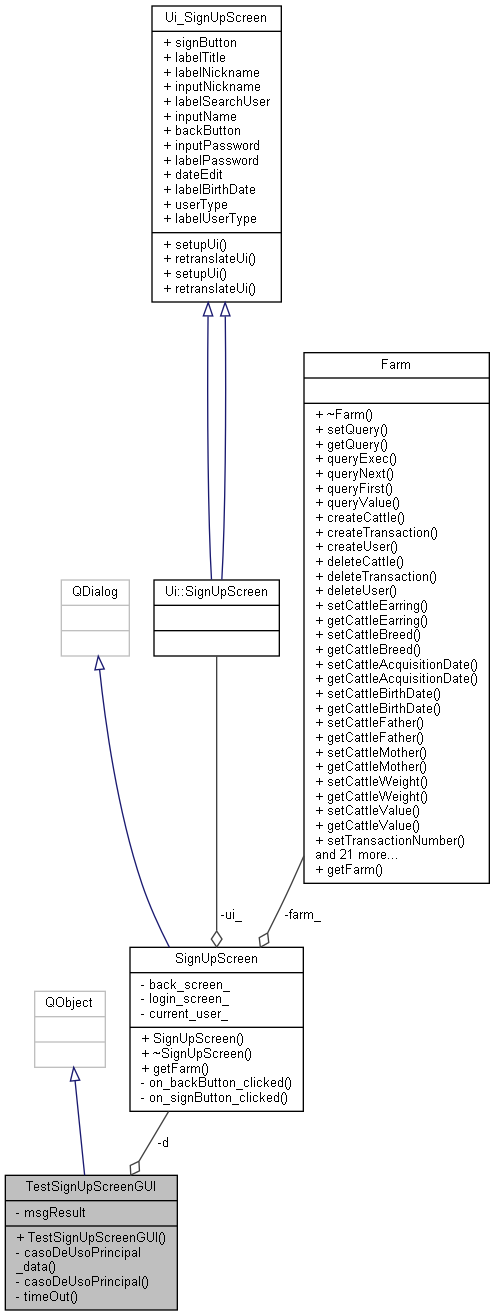 Ui_SignUpScreen
+ signButton
+ labelTitle
+ labelNickname
+ inputNickname
+ labelSearchUser
+ inputName
+ backButton
+ inputPassword
+ labelPassword
+ dateEdit
+ labelBirthDate
+ userType
+ labelUserType
+ setupUi()
+ retranslateUi()
+ setupUi()
+ retranslateUi()
Farm
+ ~Farm()
+ setQuery()
+ getQuery()
+ queryExec()
+ queryNext()
+ queryFirst()
+ queryValue()
+ createCattle()
+ createTransaction()
+ createUser()
+ deleteCattle()
+ deleteTransaction()
+ deleteUser()
+ setCattleEarring()
+ getCattleEarring()
+ setCattleBreed()
+ getCattleBreed()
+ setCattleAcquisitionDate()
+ getCattleAcquisitionDate()
+ setCattleBirthDate()
+ getCattleBirthDate()
+ setCattleFather()
+ getCattleFather()
+ setCattleMother()
+ getCattleMother()
+ setCattleWeight()
+ getCattleWeight()
+ setCattleValue()
+ getCattleValue()
+ setTransactionNumber()
and 21 more...
+ getFarm()
QDialog
Ui::SignUpScreen
-ui_
-farm_
SignUpScreen
- back_screen_
- login_screen_
- current_user_
+ SignUpScreen()
+ ~SignUpScreen()
+ getFarm()
- on_backButton_clicked()
- on_signButton_clicked()
QObject
-d
TestSignUpScreenGUI
- msgResult
+ TestSignUpScreenGUI()
- casoDeUsoPrincipal
_data()
- casoDeUsoPrincipal()
- timeOut()